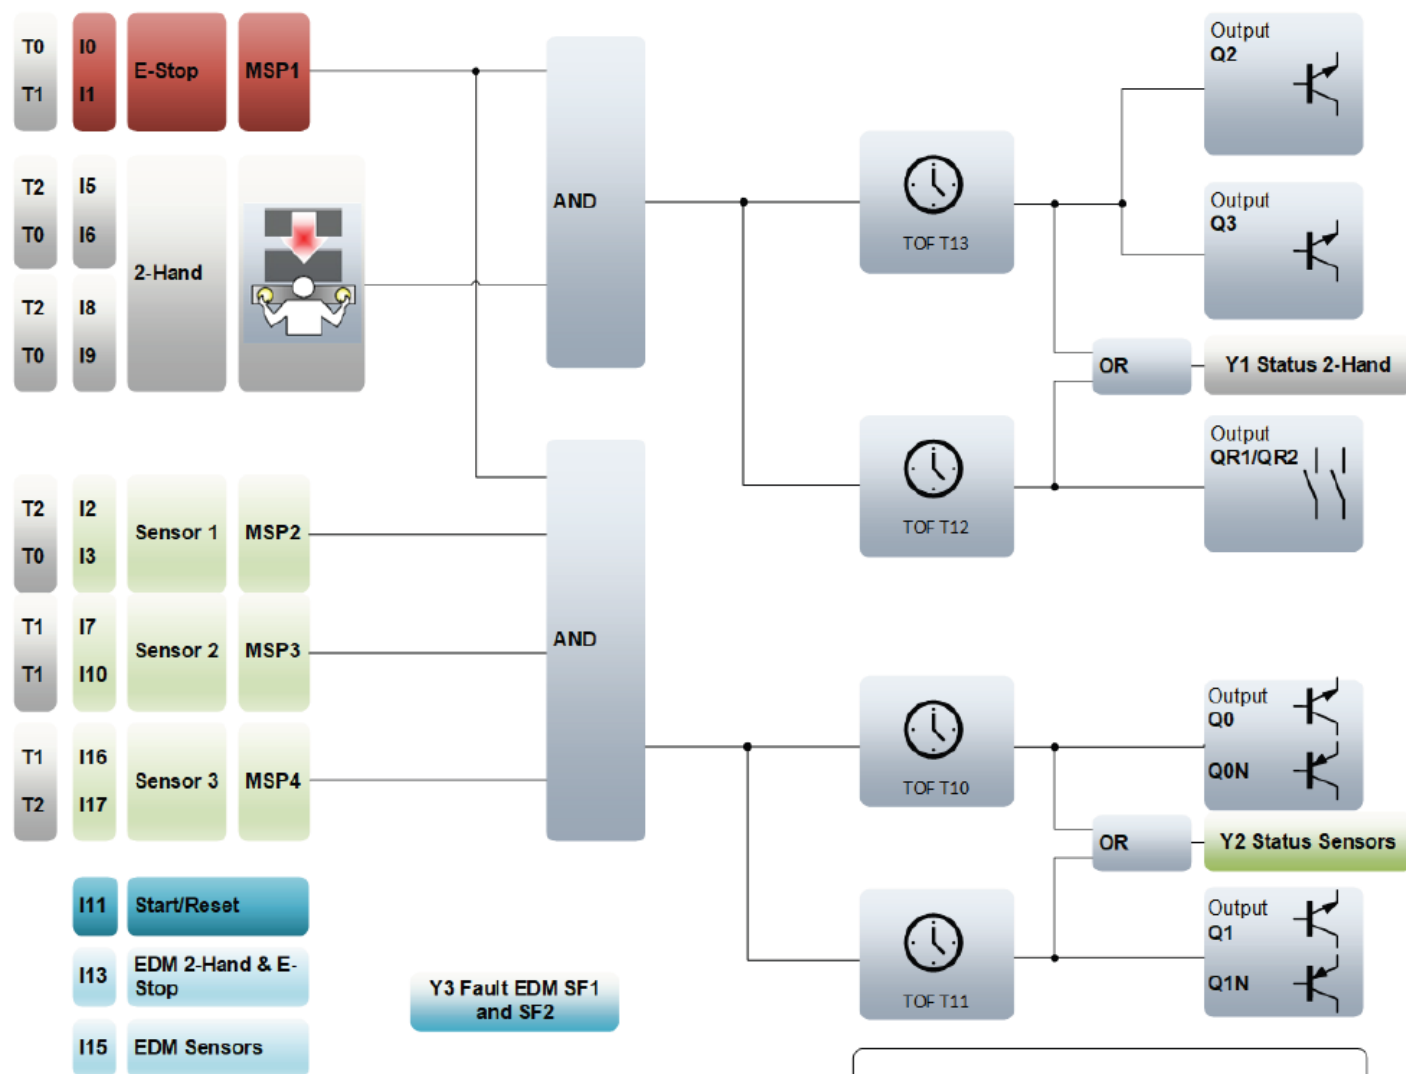 T0 I0
E-Stop MSP1
T1 I1
T2 I5
T0 I6
2-Hand
T2 I8
T0 I9
AND
TOF T13
Output
Q2
Output
Q3
OR
Y1 Status 2-Hand
TOF T12
Output
QR1/QR2
T2 I2
Sensor 1 MSP2
T0 I3
T1 I7
Sensor 2 MSP3
T1 I10
T1 I16
Sensor 3 MSP4
T2 I17
AND
TOF T10
Output
Q0
Q0N
OR
Y2 Status Sensors
TOF T11
Output
Q1
Q1N
I11 Start/Reset
I13 EDM 2-Hand & E-
Stop
I15 EDM Sensors
Y3 Fault EDM SF1
and SF2